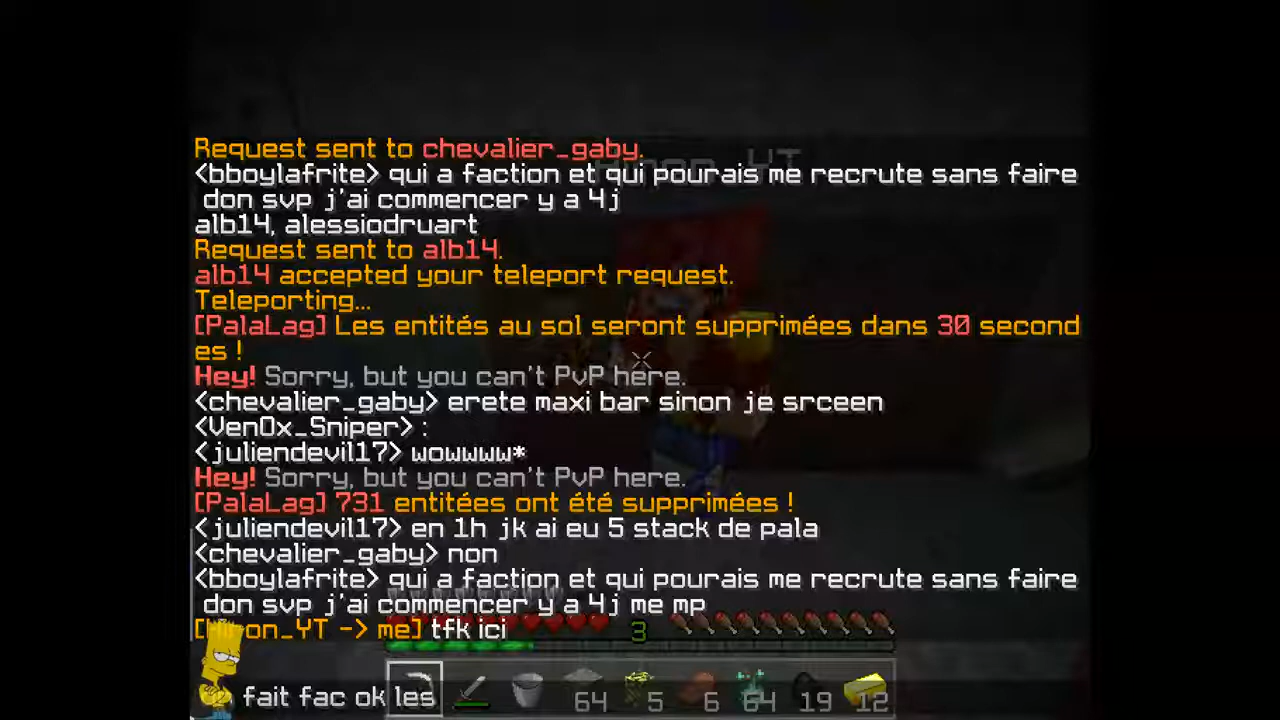 Request sent to chevalier_gaby.
<bboylafrite> qui a faction et qui pourais me recrute sans faire
don svp j'ai commencer y a 4j
alb14, alessiodruart
Request sent to alb14.
alb14 accepted your teleport request.
Teleporting...
[PalaLag] Les entités au sol seront supprimées dans 30 second
es !
Hey! Sorry, but you can't PvP here.
<chevalier_gaby> erete maxi bar sinon je srceen
<Ven0x_Sniper> :
<juliendevil17> wowwww*
Hey! Sorry, but you can't PvP here.
[PalaLag] 731 entitées ont été supprimées !
<juliendevil17> en 1h jk ai eu 5 stack de pala
<chevalier_gaby> non
<bboylafrite> qui a faction et qui pourais me recrute sans faire
don svp j'ai commencer y a 4j me mp
-> me] tfk ici
3
fait fac ok les
64 5 6 64 19 12